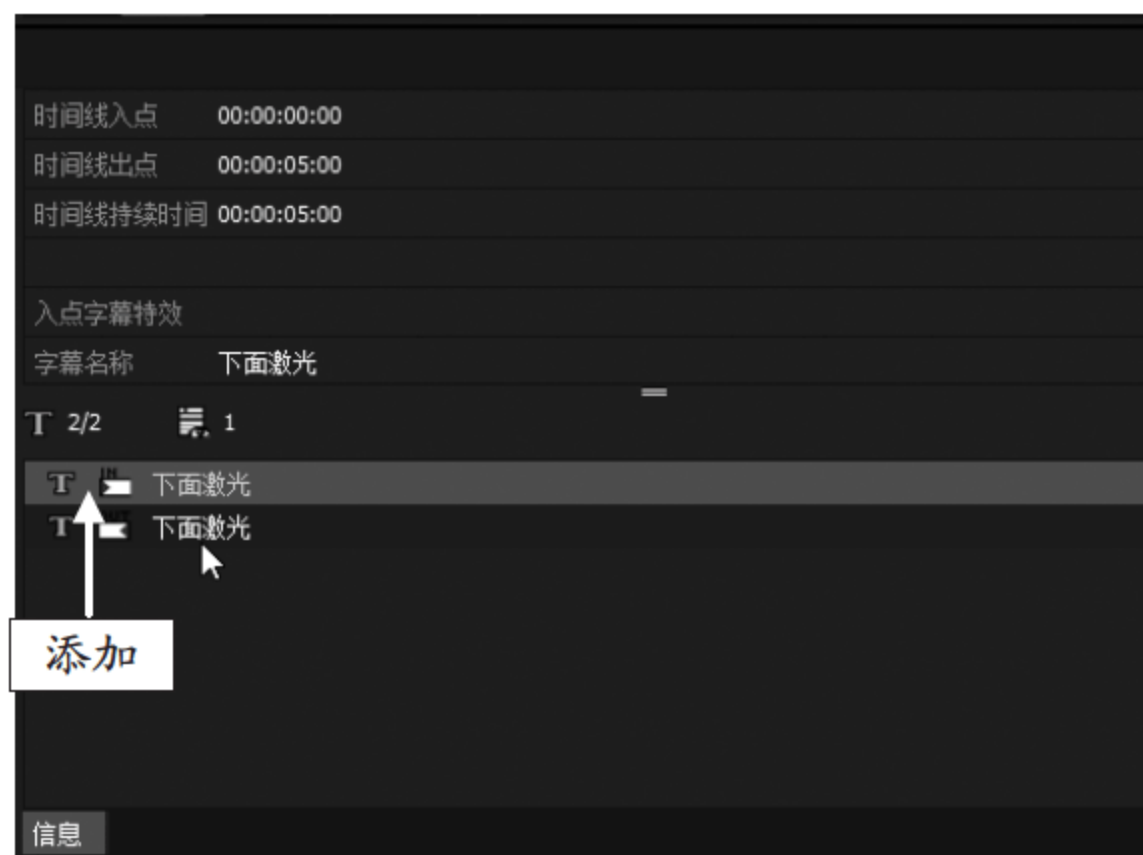 时间线入点 00:00:00:00
时间线出点 00:00:05:00
时间线持续时间 00:00:05:00
入点字幕特效
字幕名称 下面激光
T 2/2 1
T IN 下面激光
T 下面激光
添加
信息